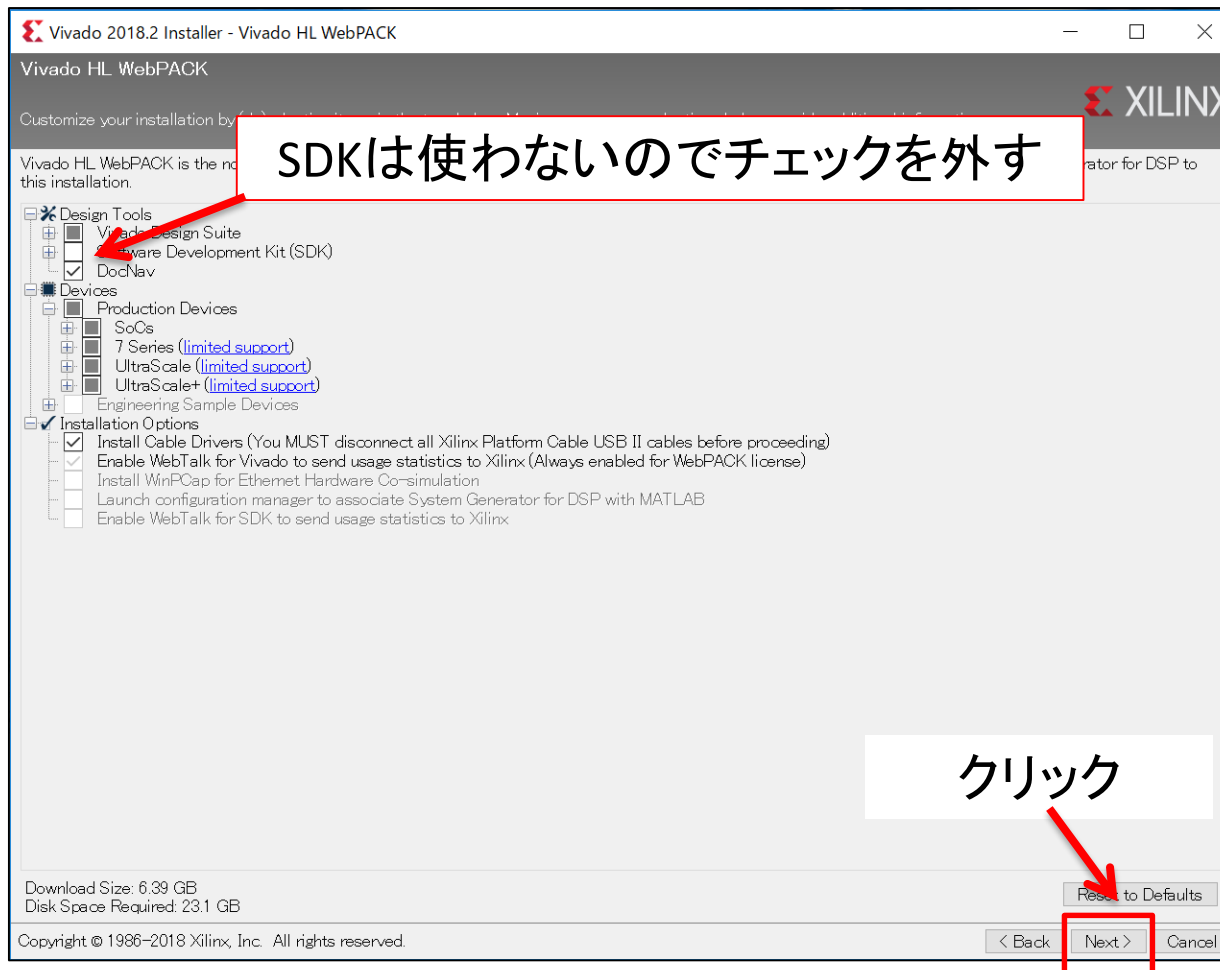 Vivado 2018.2 Installer - Vivado HL WebPACK
Vivado HL WebPACK
XILINX
Customize your installation by
SDKは使わないのでチェックを外す
Vivado HL WebPACK is the no
rator for DSP to
this installation.
Design Tools
Vivado Design Suite
Software Development Kit (SDK)
DocNav
Devices
Production Devices
SoCs
7 Series (limited support)
UltraScale (limited support)
UltraScale+ (limited support)
Engineering Sample Devices
Installation Options
Install Cable Drivers (You MUST disconnect all Xilinx Platform Cable USB II cables before proceeding)
Enable WebTalk for Vivado to send usage statistics to Xilinx (Always enabled for WebPACK license)
Install WinPCap for Ethernet Hardware Co-simulation
Launch configuration manager to associate System Generator for DSP with MATLAB
Enable WebTalk for SDK to send usage statistics to Xilinx
クリック
Download Size: 6.39 GB
Disk Space Required: 23.1 GB
Reset to Defaults
Copyright © 1986-2018 Xilinx, Inc. All rights reserved.
< Back Next > Cancel